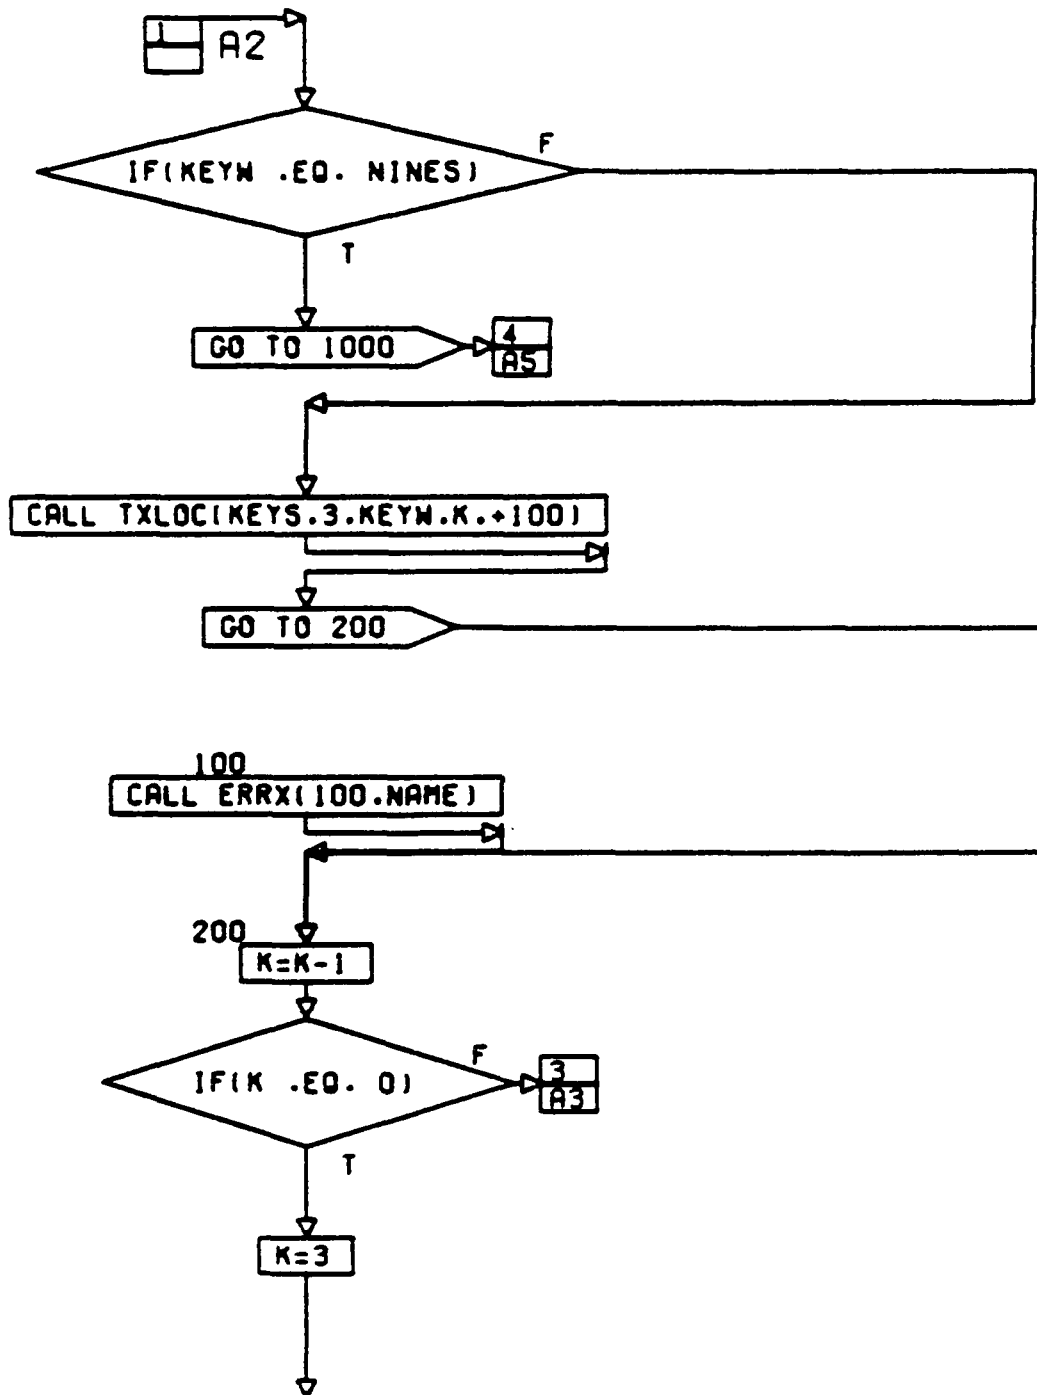 1
A2
IF(KEYW .EQ. NINES)
F
T
GO TO 1000
4
A5
CALL TXLOC(KEYS.3.KEYW.K.+100)
GO TO 200
100
CALL ERRX(100.NAME)
200
K=K-1
IF(K .EQ. 0)
F
3
A3
T
K=3